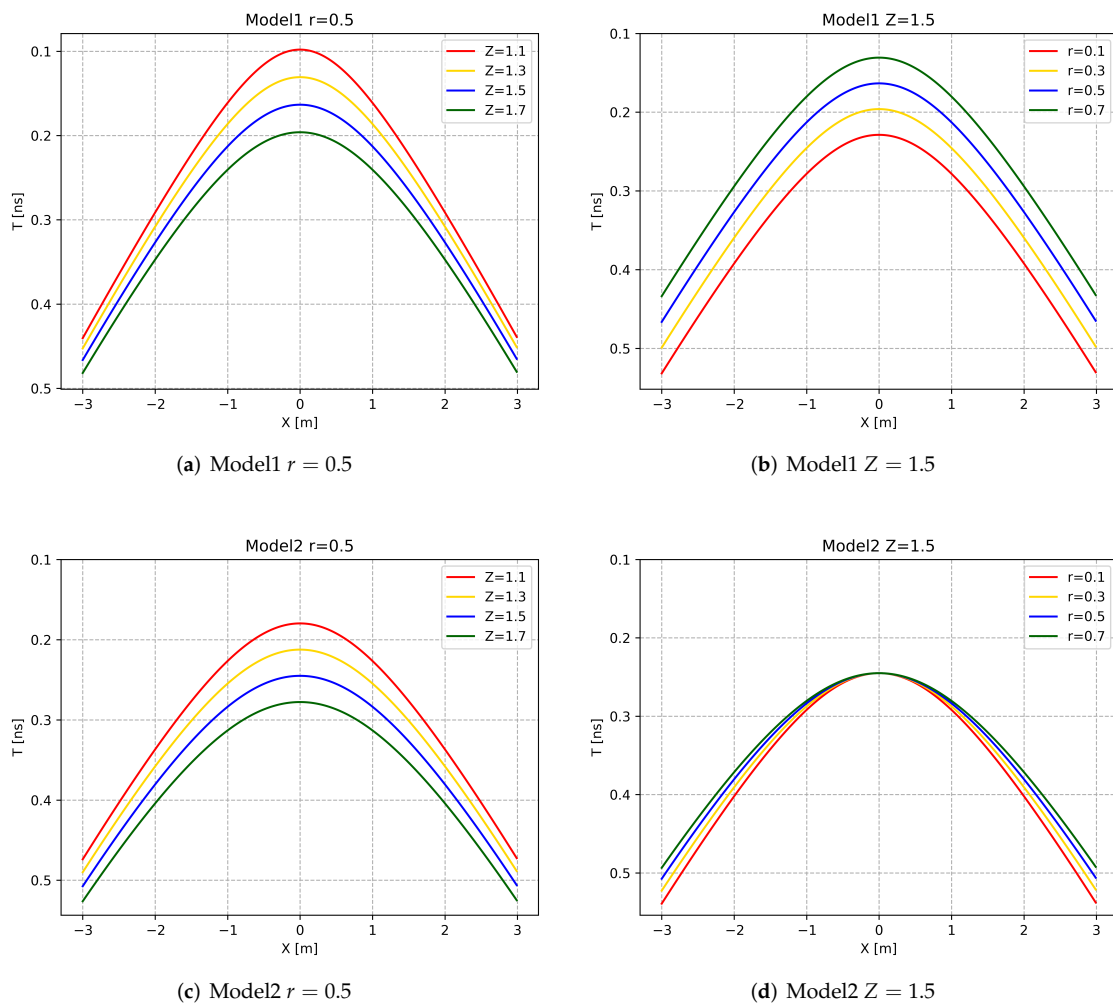 Model1 r=0.5
Model1 Z=1.5
0.1
0.2
0.3
0.4
0.5
T [ns]
Z=1.1
Z=1.3
Z=1.5
Z=1.7
−3 −2 −1 0 1 2 3
X [m]
0.1
0.2
0.3
0.4
0.5
T [ns]
r=0.1
r=0.3
r=0.5
r=0.7
−3 −2 −1 0 1 2 3
X [m]
(a) Model1 r = 0.5
(b) Model1 Z = 1.5
Model2 r=0.5
Model2 Z=1.5
0.1
0.2
0.3
0.4
0.5
T [ns]
Z=1.1
Z=1.3
Z=1.5
Z=1.7
−3 −2 −1 0 1 2 3
X [m]
0.1
0.2
0.3
0.4
0.5
T [ns]
r=0.1
r=0.3
r=0.5
r=0.7
−3 −2 −1 0 1 2 3
X [m]
(c) Model2 r = 0.5
(d) Model2 Z = 1.5